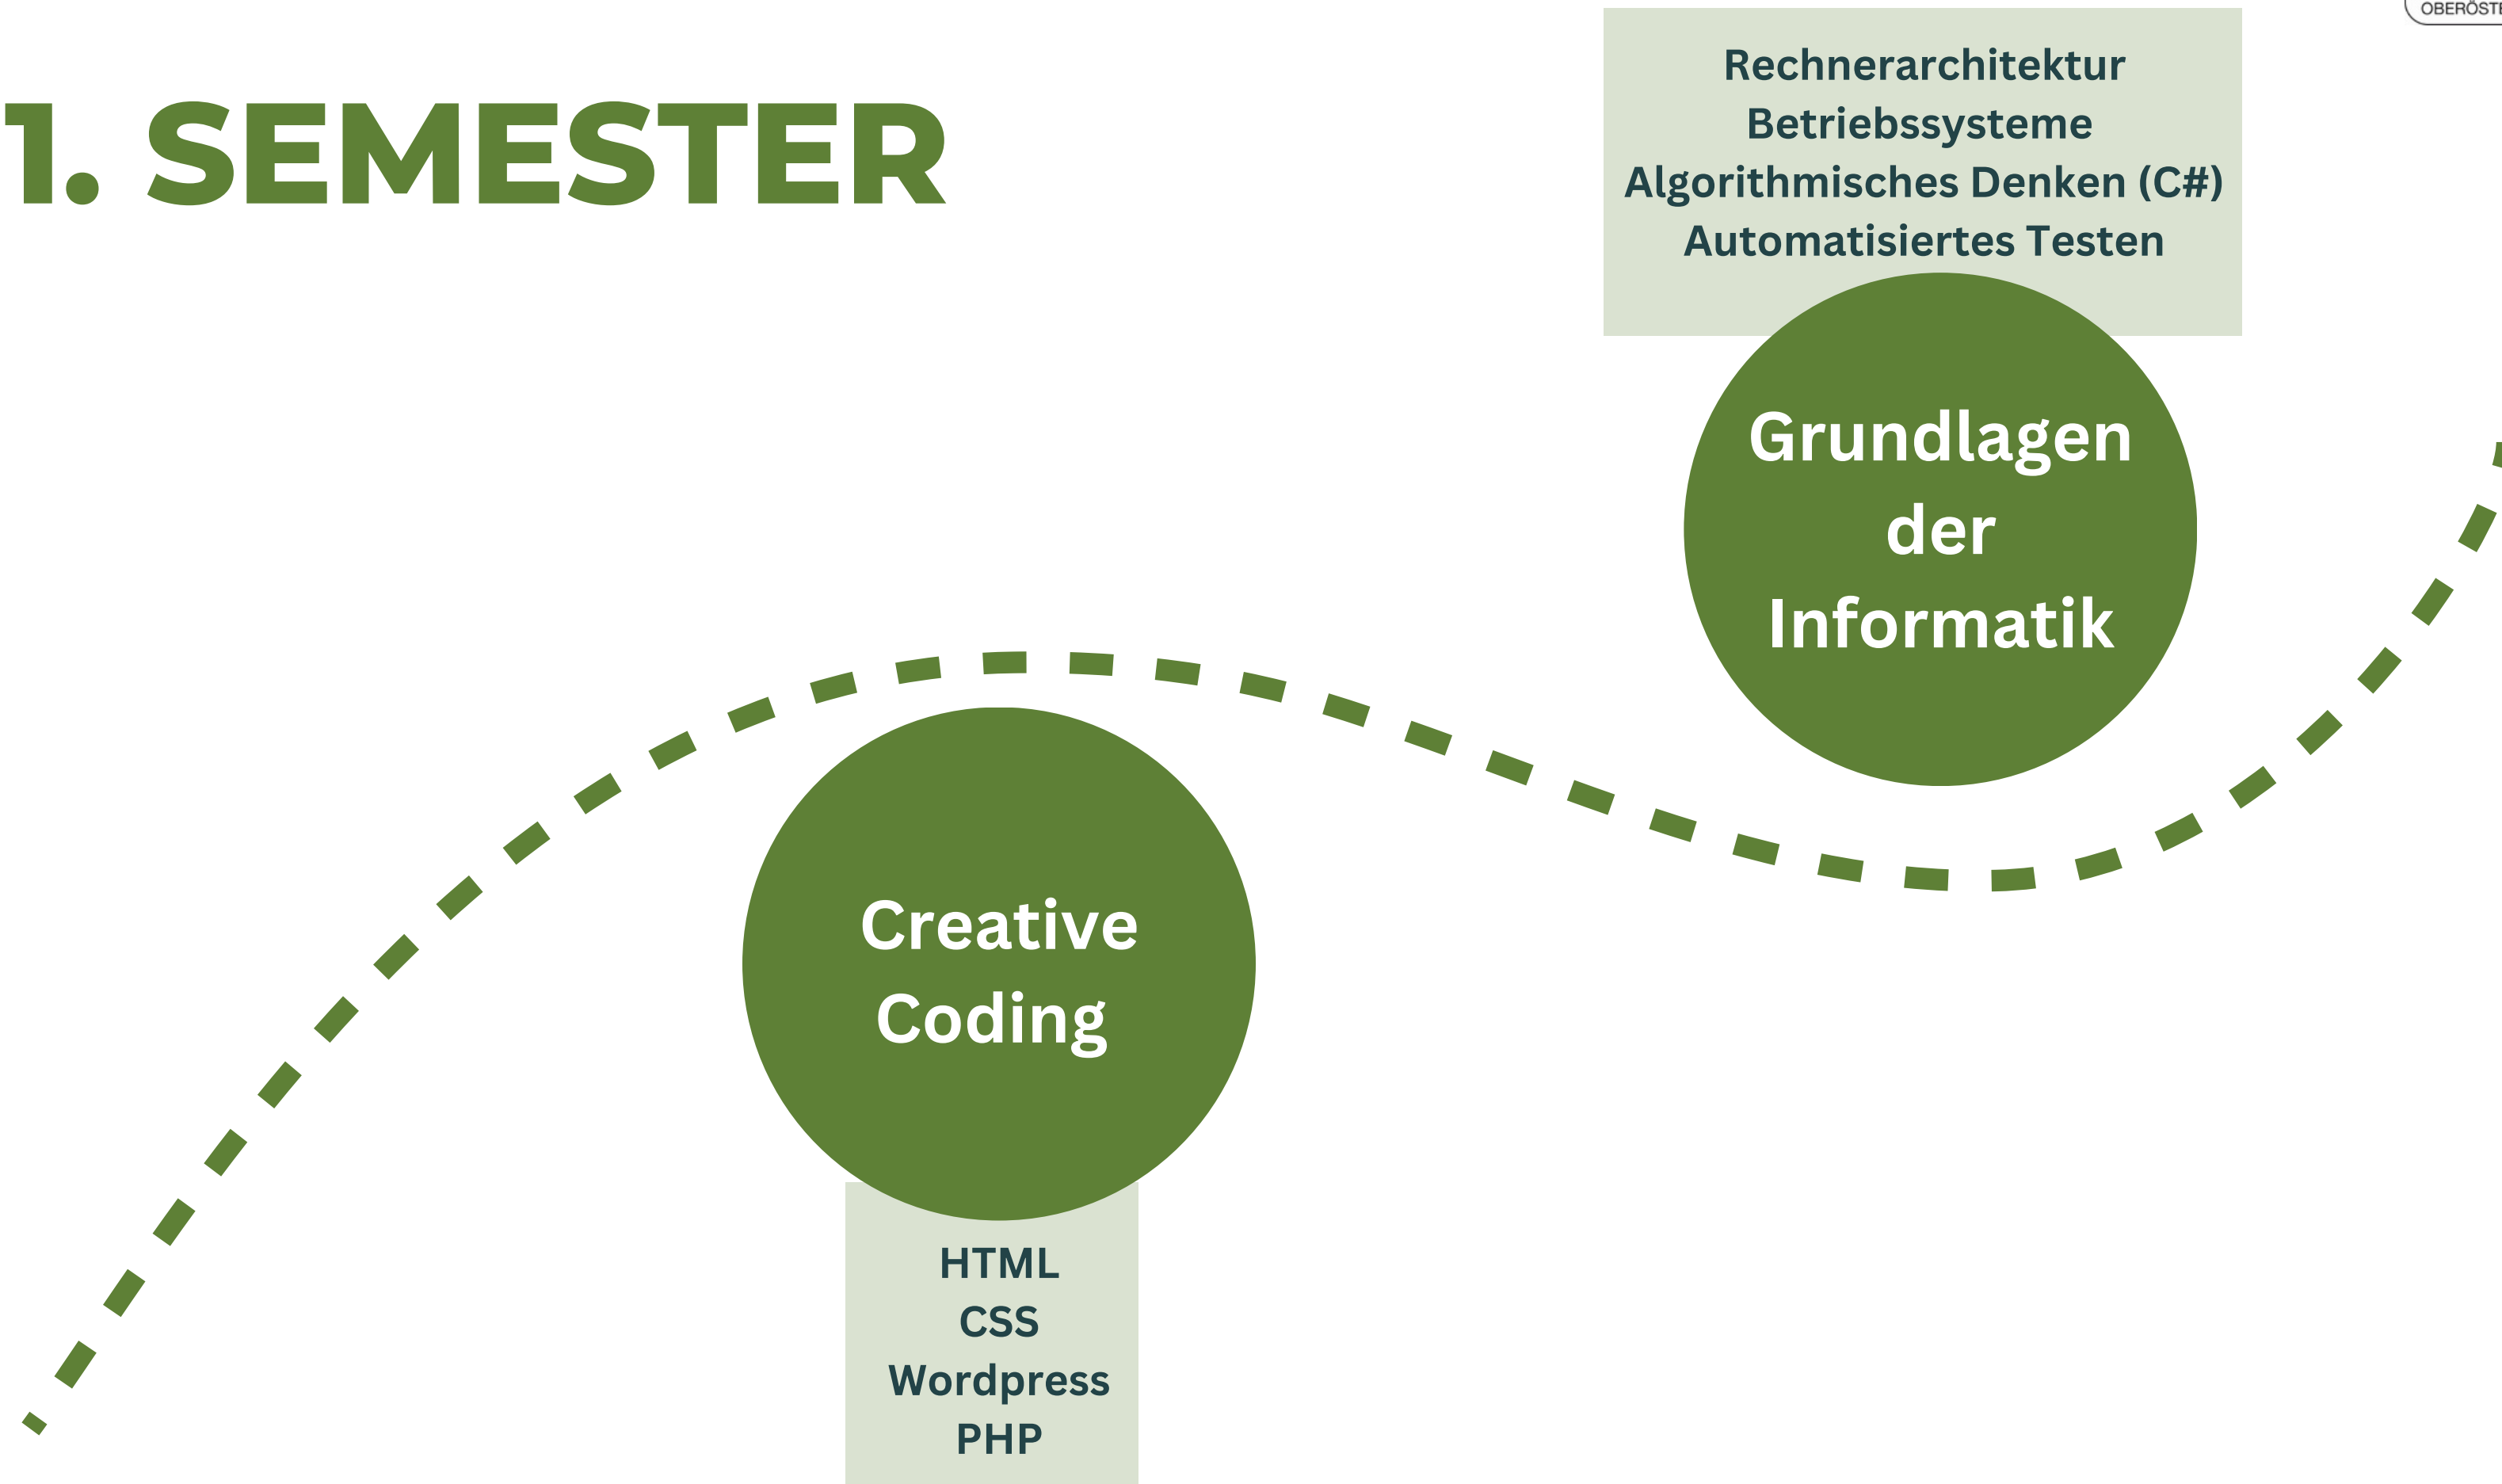 1. SEMESTER
Rechnerarchitektur
Betriebssysteme
Algorithmisches Denken (C#)
Automatisiertes Testen
Grundlagen
der
Informatik
Creative
Coding
HTML
CSS
Wordpress
PHP